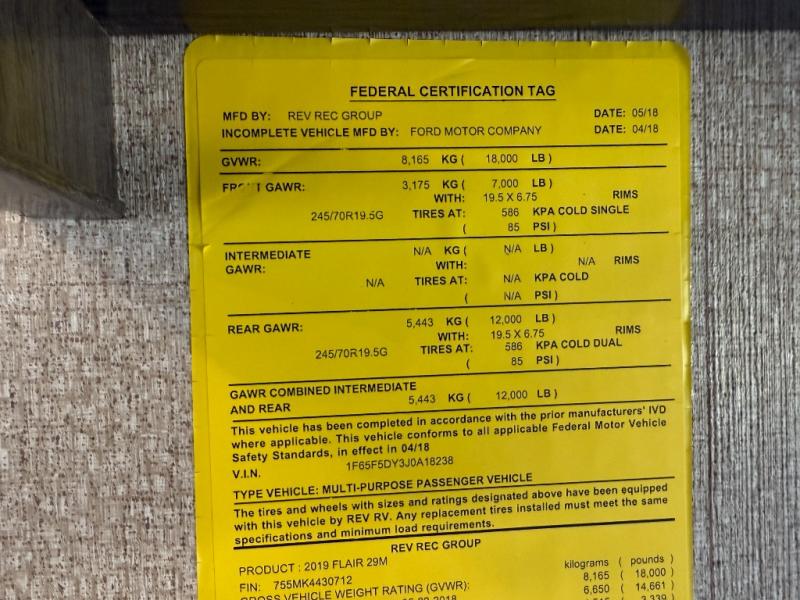 FEDERAL CERTIFICATION TAG
MFD BY: REV REC GROUP DATE: 05/18
INCOMPLETE VEHICLE MFD BY: FORD MOTOR COMPANY DATE: 04/18
GVWR: 8,165 KG ( 18,000 LB )
GAWR: 3,175 KG ( 7,000 LB )
WITH: 19.5 X 6.75 RIMS
245/70R19.5G TIRES AT: 586 KPA COLD SINGLE
( 85 PSI )
INTERMEDIATE N/A KG ( N/A LB )
GAWR: WITH: N/A RIMS
N/A TIRES AT: N/A KPA COLD
( N/A PSI )
REAR GAWR: 5,443 KG ( 12,000 LB )
WITH: 19.5 X 6.75 RIMS
245/70R19.5G TIRES AT: 586 KPA COLD DUAL
( 85 PSI )
GAWR COMBINED INTERMEDIATE
AND REAR 5,443 KG ( 12,000 LB )
This vehicle has been completed in accordance with the prior manufacturers' IVD
where applicable. This vehicle conforms to all applicable Federal Motor Vehicle
Safety Standards, in effect in 04/18
V.I.N. 1F65F5DY3J0A18238
TYPE VEHICLE: MULTI-PURPOSE PASSENGER VEHICLE
The tires and wheels with sizes and ratings designated above have been equipped
with this vehicle by REV RV. Any replacement tires installed must meet the same
specifications and minimum load requirements.
REV REC GROUP
PRODUCT : 2019 FLAIR 29M kilograms ( pounds )
FIN: 755MK4430712 8,165 ( 18,000 )
GROSS VEHICLE WEIGHT RATING (GVWR): 6,650 ( 14,661 )